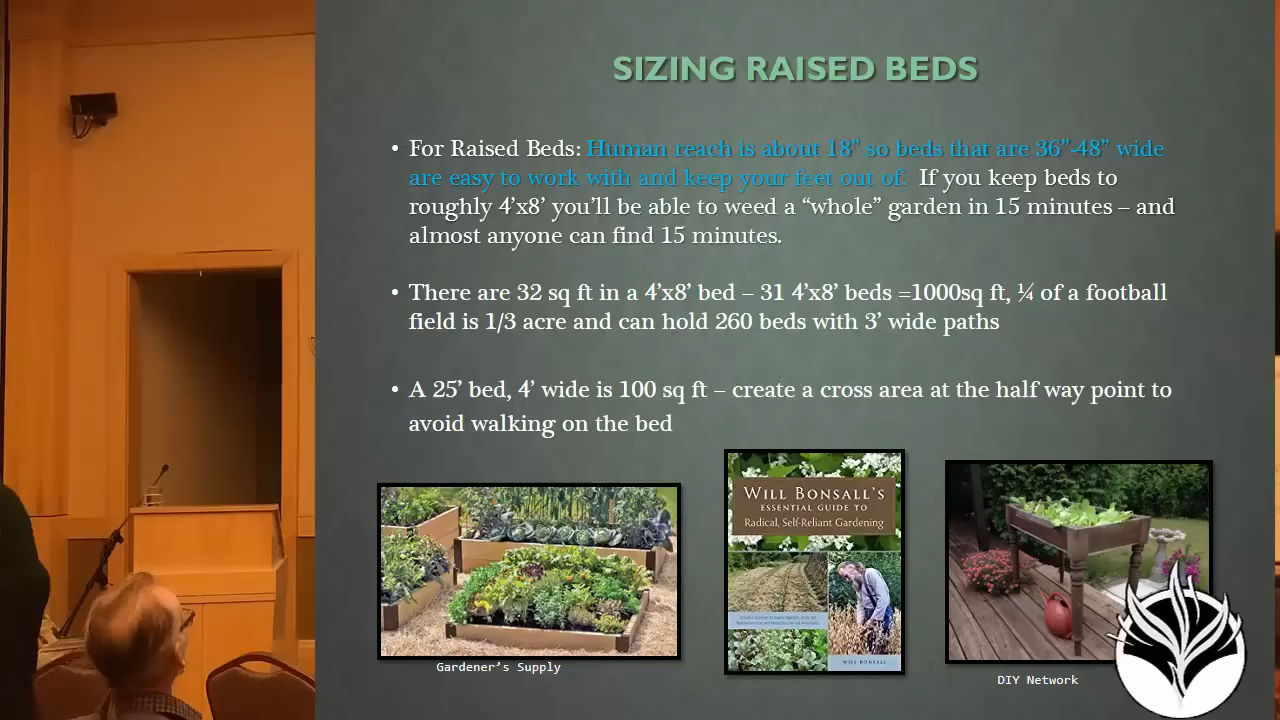 SIZING RAISED BEDS
• For Raised Beds: Human reach is about 18” so beds that are 36”-48” wide
are easy to work with and keep your feet out of. If you keep beds to
roughly 4’x8’ you’ll be able to weed a “whole” garden in 15 minutes – and
almost anyone can find 15 minutes.
• There are 32 sq ft in a 4’x8’ bed – 31 4’x8’ beds =1000sq ft, ¼ of a football
field is 1/3 acre and can hold 260 beds with 3’ wide paths
• A 25’ bed, 4’ wide is 100 sq ft – create a cross area at the half way point to
avoid walking on the bed
WILL BONSALL’S
ESSENTIAL GUIDE TO
Radical, Self-Reliant Gardening
WILL BONSALL
Gardener’s Supply
DIY Network